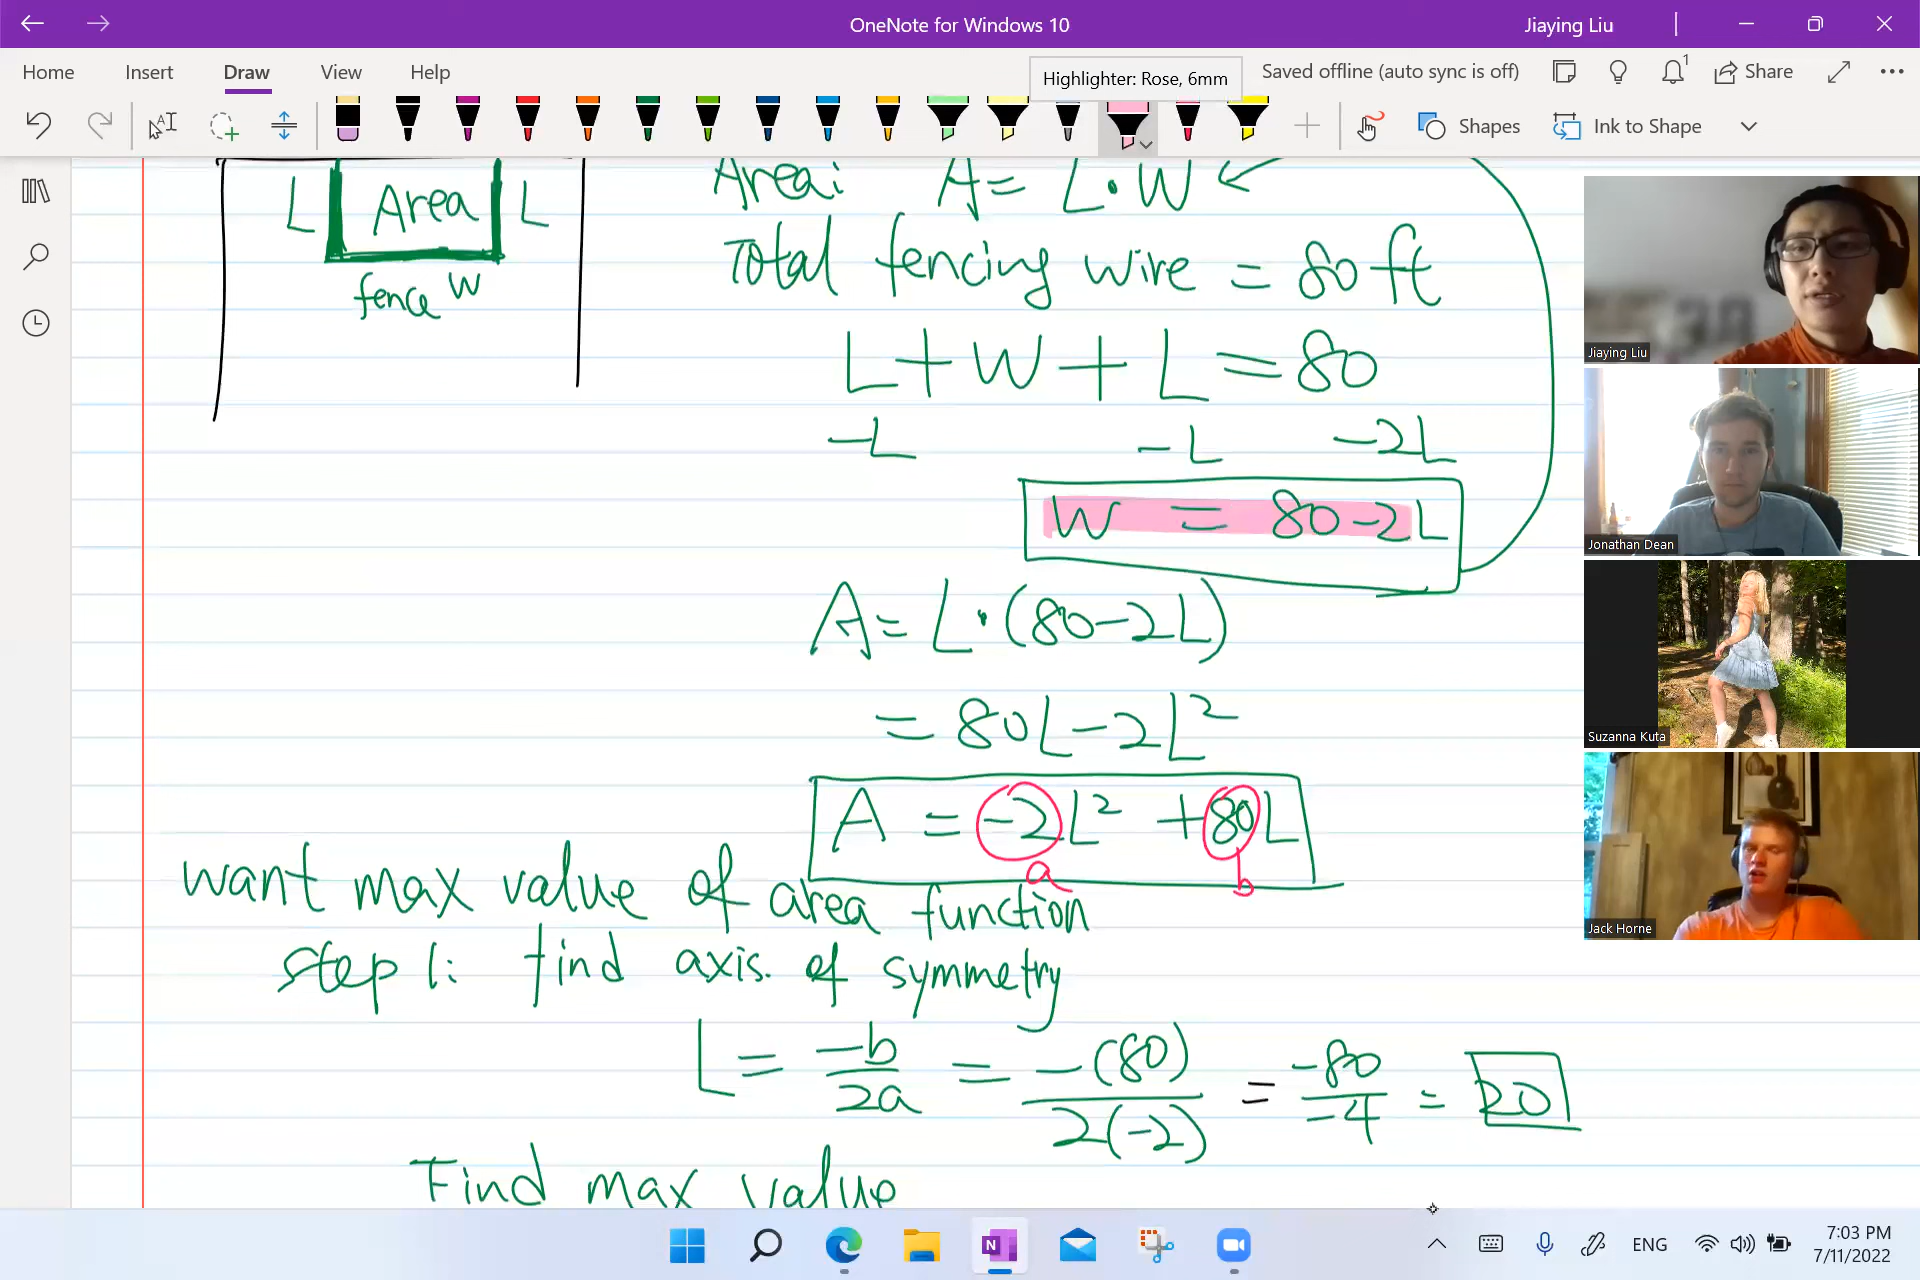 OneNote for Windows 10
Jiaying Liu
Home Insert Draw View Help
Highlighter: Rose, 6mm
Saved offline (auto sync is off)
1
Share
Shapes
Ink to Shape
L Area L
fence W
Area: A = L · W
Total fencing wire = 80 ft
L + W + L = 80
-L -L -2L
W = 80 - 2L
A = L · (80 - 2L)
= 80L - 2L²
A = -2L² + 80L
a b
want max value of area function
step 1: find axis of symmetry
L = -b/2a = -(80)/2(-2) = -80/-4 = 20
Find max value
Jiaying Liu
Jonathan Dean
Suzanna Kuta
Jack Horne
ENG
7:03 PM
7/11/2022